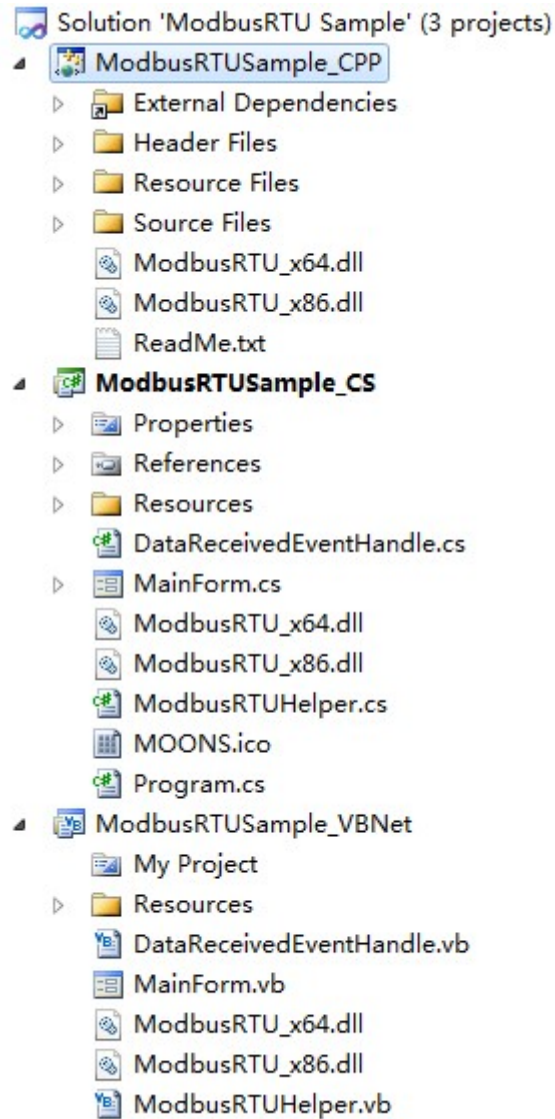 Solution 'ModbusRTU Sample' (3 projects)
ModbusRTUSample_CPP
External Dependencies
Header Files
Resource Files
Source Files
ModbusRTU_x64.dll
ModbusRTU_x86.dll
ReadMe.txt
ModbusRTUSample_CS
Properties
References
Resources
DataReceivedEventHandle.cs
MainForm.cs
ModbusRTU_x64.dll
ModbusRTU_x86.dll
ModbusRTUHelper.cs
MOONS.ico
Program.cs
ModbusRTUSample_VBNet
My Project
Resources
DataReceivedEventHandle.vb
MainForm.vb
ModbusRTU_x64.dll
ModbusRTU_x86.dll
ModbusRTUHelper.vb